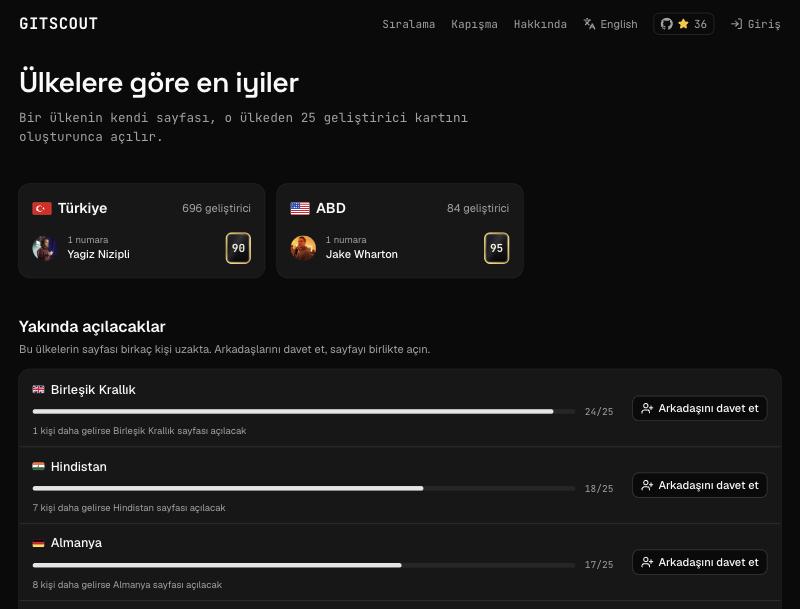 GITSCOUT
Sıralama Kapışma Hakkında English 36 Giriş
Ülkelere göre en iyiler
Bir ülkenin kendi sayfası, o ülkeden 25 geliştirici kartını
oluşturunca açılır.
Türkiye 696 geliştirici
1 numara
Yagiz Nizipli
90
ABD 84 geliştirici
1 numara
Jake Wharton
95
Yakında açılacaklar
Bu ülkelerin sayfası birkaç kişi uzakta. Arkadaşlarını davet et, sayfayı birlikte açın.
Birleşik Krallık
24/25
Arkadaşını davet et
1 kişi daha gelirse Birleşik Krallık sayfası açılacak
Hindistan
18/25
Arkadaşını davet et
7 kişi daha gelirse Hindistan sayfası açılacak
Almanya
17/25
Arkadaşını davet et
8 kişi daha gelirse Almanya sayfası açılacak